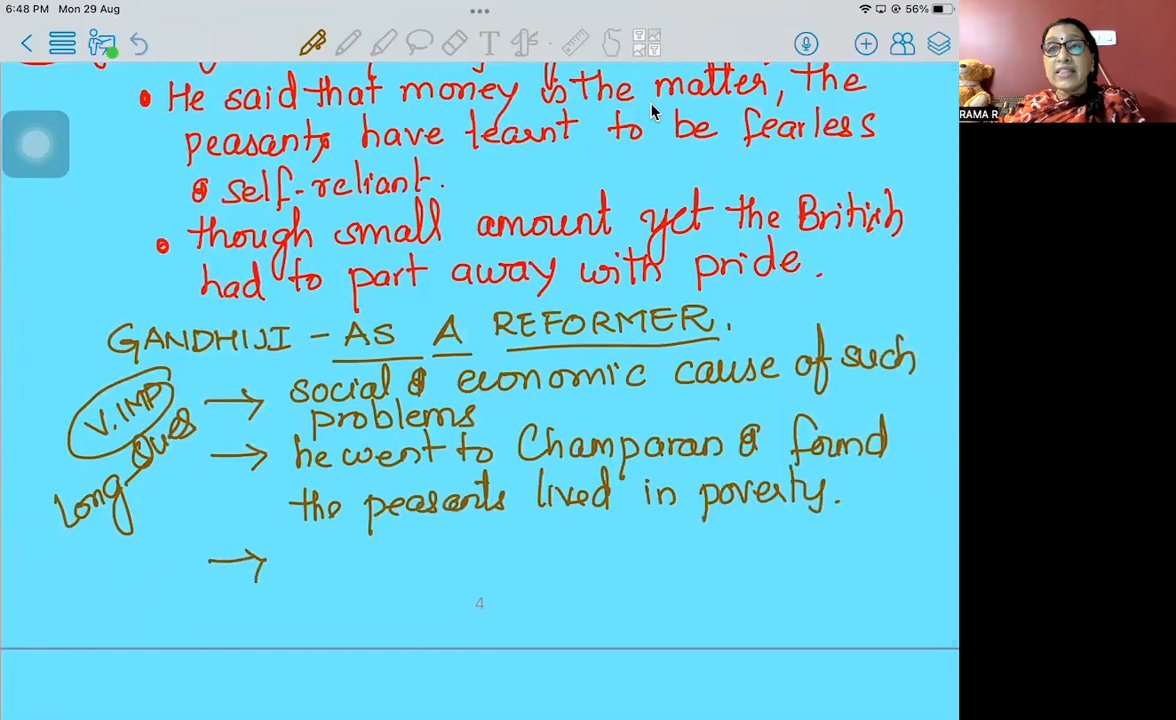 6:48 PM Mon 29 Aug
56%
He said that money is the matter, the
peasants have learnt to be fearless
& self-reliant.
though small amount yet the British
had to part away with pride.
GANDHIJI - AS A REFORMER.
V. IMP
Long Ques
→ social & economic cause of such
problems
→ he went to Champaran & found
the peasants lived in poverty.
→
4
RAMA R